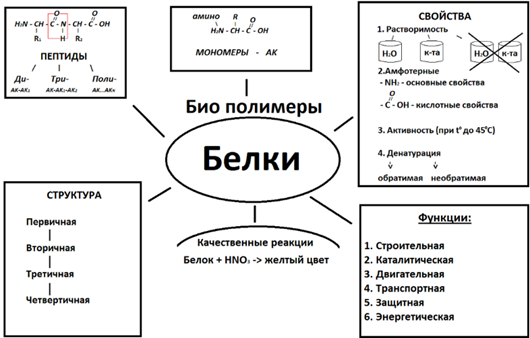 O
H₂N - CH - C - N - CH - C - OH
O
R₁ H R₂
ПЕПТИДЫ
Ди- Три- Поли-
АК-АК₁ АК-АК₁-АК₂ АК...АКn
амино R O
H₂N - CH - C - OH
МОНОМЕРЫ - АК
СВОЙСТВА
1. Растворимость
H₂O к-та H₂O к-та
2.Амфотерные
- NH₂ - основные свойства
O
- C - OH - кислотные свойства
3. Активность (при t° до 45°C)
4. Денатурация
обратимая необратимая
Био полимеры
Белки
СТРУКТУРА
Первичная
Вторичная
Третичная
Четвертичная
Качественные реакции
Белок + HNO₃ -> желтый цвет
Функции:
1. Строительная
2. Каталитическая
3. Двигательная
4. Транспортная
5. Защитная
6. Энергетическая